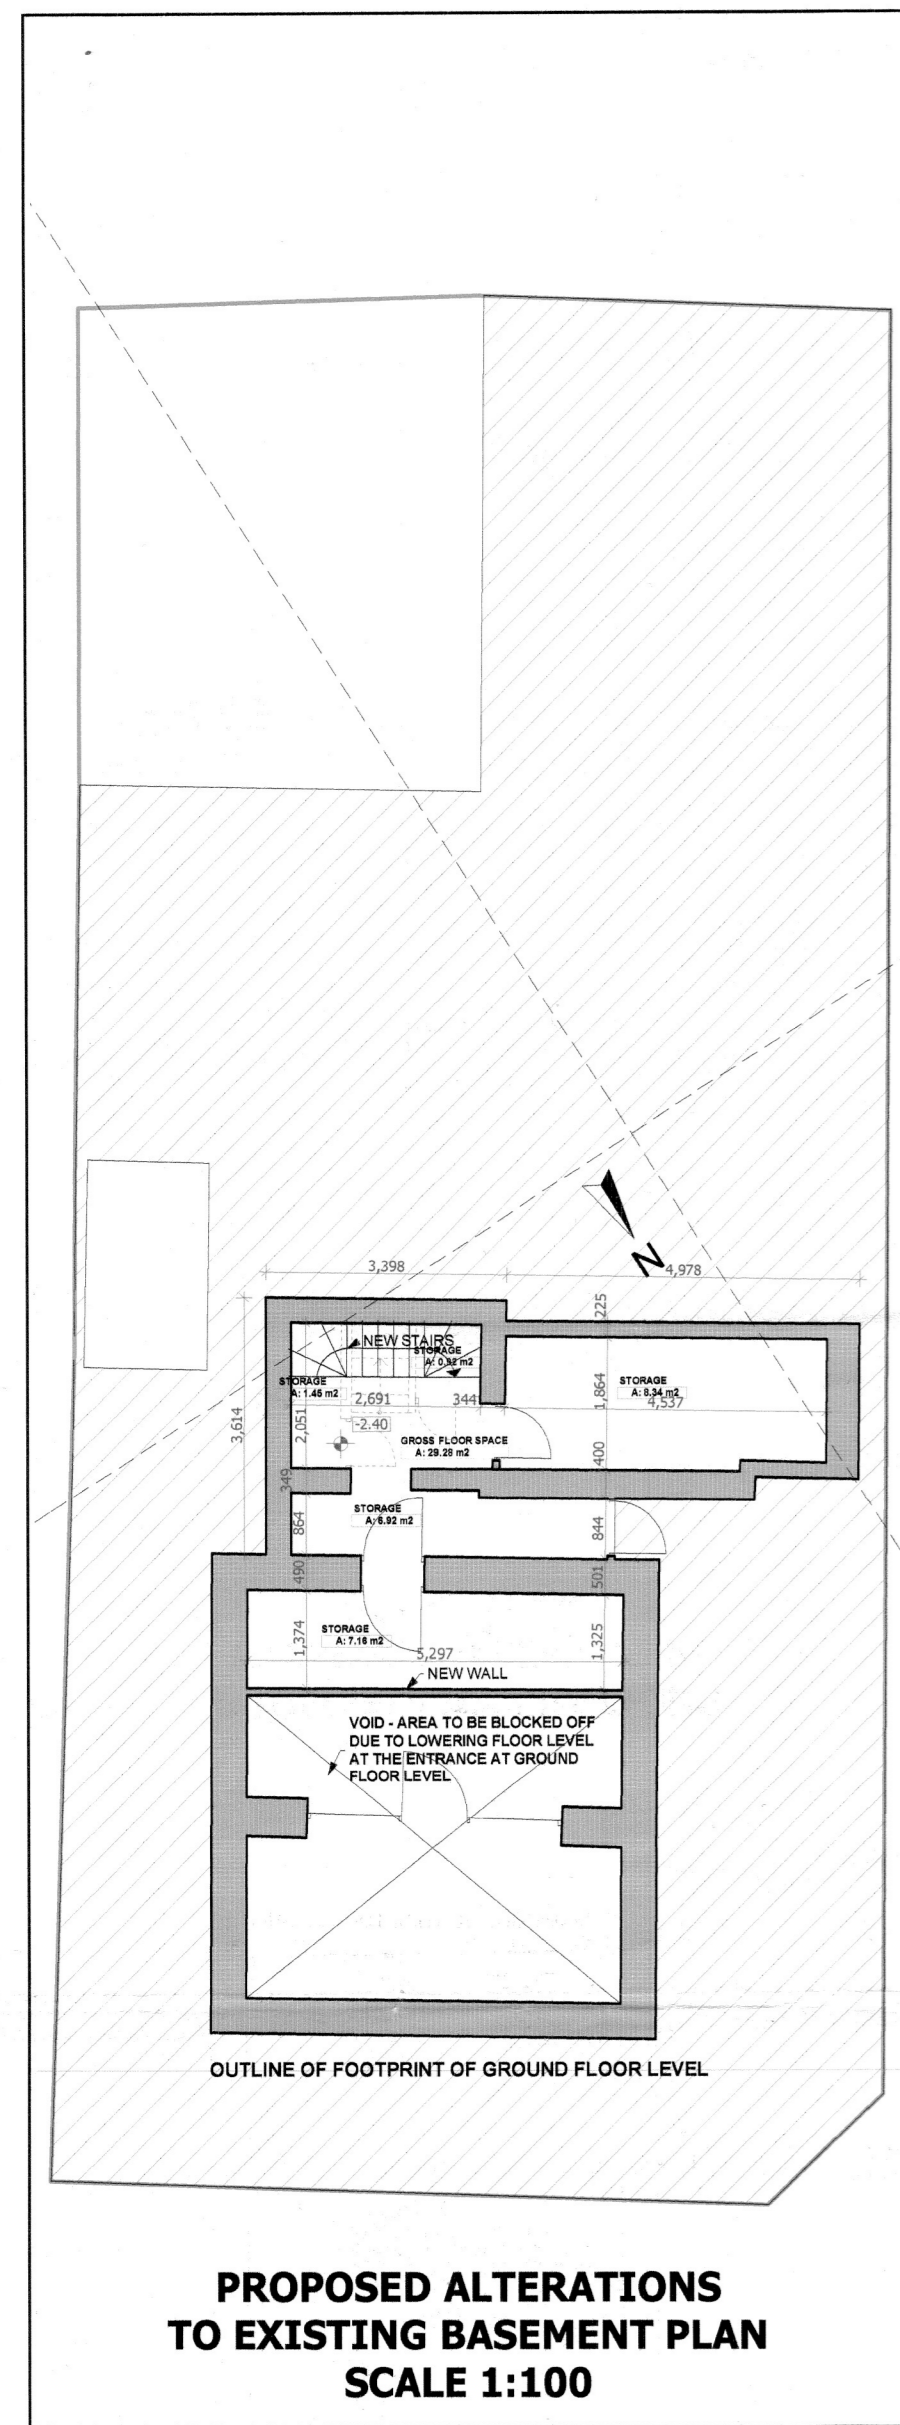 N
3,398
4,978
225
NEW STAIRS
STORAGE
A: 0.92 m2
STORAGE
A: 1.45 m2
STORAGE
A: 8.34 m2
1,864
4,537
2,691
344
3,614
2,051
-2.40
GROSS FLOOR SPACE
A: 29.28 m2
400
349
STORAGE
A: 6.92 m2
864
844
490
501
STORAGE
A: 7.16 m2
1,374
5,297
1,325
NEW WALL
VOID - AREA TO BE BLOCKED OFF
DUE TO LOWERING FLOOR LEVEL
AT THE ENTRANCE AT GROUND
FLOOR LEVEL
OUTLINE OF FOOTPRINT OF GROUND FLOOR LEVEL
PROPOSED ALTERATIONS
TO EXISTING BASEMENT PLAN
SCALE 1:100